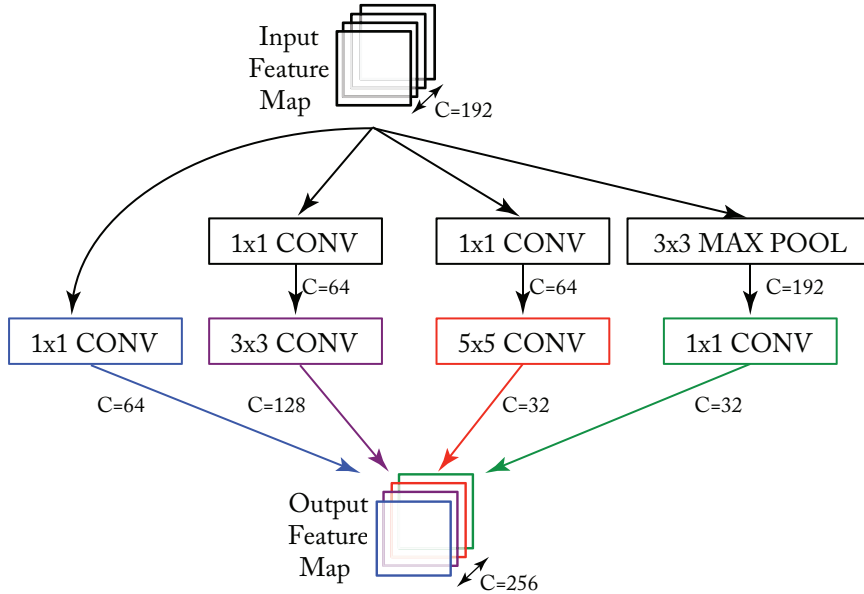 Input
Feature
Map
C=192
1x1 CONV
1x1 CONV
3x3 MAX POOL
C=64
C=64
C=192
1x1 CONV
3x3 CONV
5x5 CONV
1x1 CONV
C=64
C=128
C=32
C=32
Output
Feature
Map
C=256